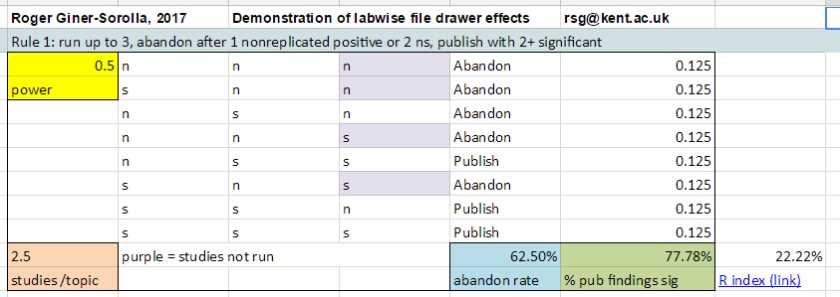 Roger Giner-Sorolla, 2017 Demonstration of labwise file drawer effects rsg@kent.ac.uk
Rule 1: run up to 3, abandon after 1 nonreplicated positive or 2 ns, publish with 2+ significant
0.5 n n n Abandon 0.125
power s n n Abandon 0.125
n s n Abandon 0.125
n n s Abandon 0.125
n s s Publish 0.125
s n s Abandon 0.125
s s n Publish 0.125
s s s Publish 0.125
2.5 purple = studies not run 62.50% 77.78% 22.22%
studies/topic abandon rate % pub findings sig R index (link)